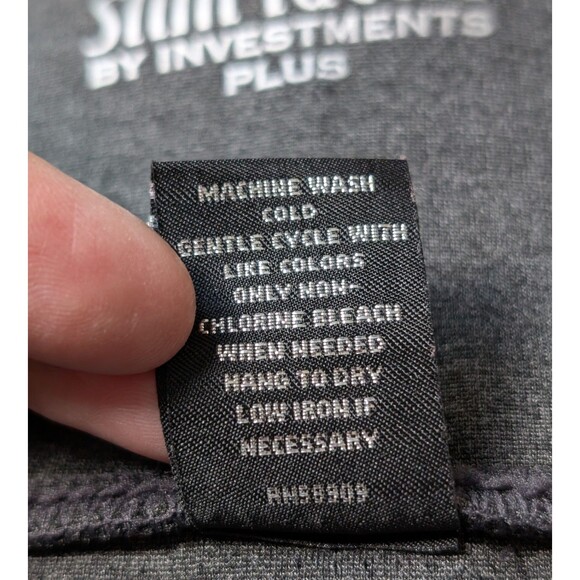 BY INVESTMENTS
PLUS
MACHINE WASH
COLD
GENTLE CYCLE WITH
LIKE COLORS
ONLY NON-
CHLORINE BLEACH
WHEN NEEDED
HANG TO DRY
LOW IRON IF
NECESSARY